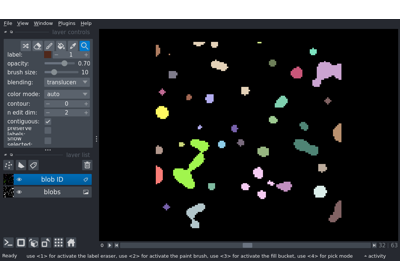 File View Window Plugins Help
layer controls
label: 1
opacity: 0.70
brush size: 10
blending: translucen
color mode: auto
contour: 0
n edit dim: 2
contiguous: ✓
preserve labels:
show selected:
layer list
blob ID
blobs
0 32 63
Ready use <1> for activate the label eraser, use <2> for activate the paint brush, use <3> for activate the fill bucket, use <4> for pick mode activity